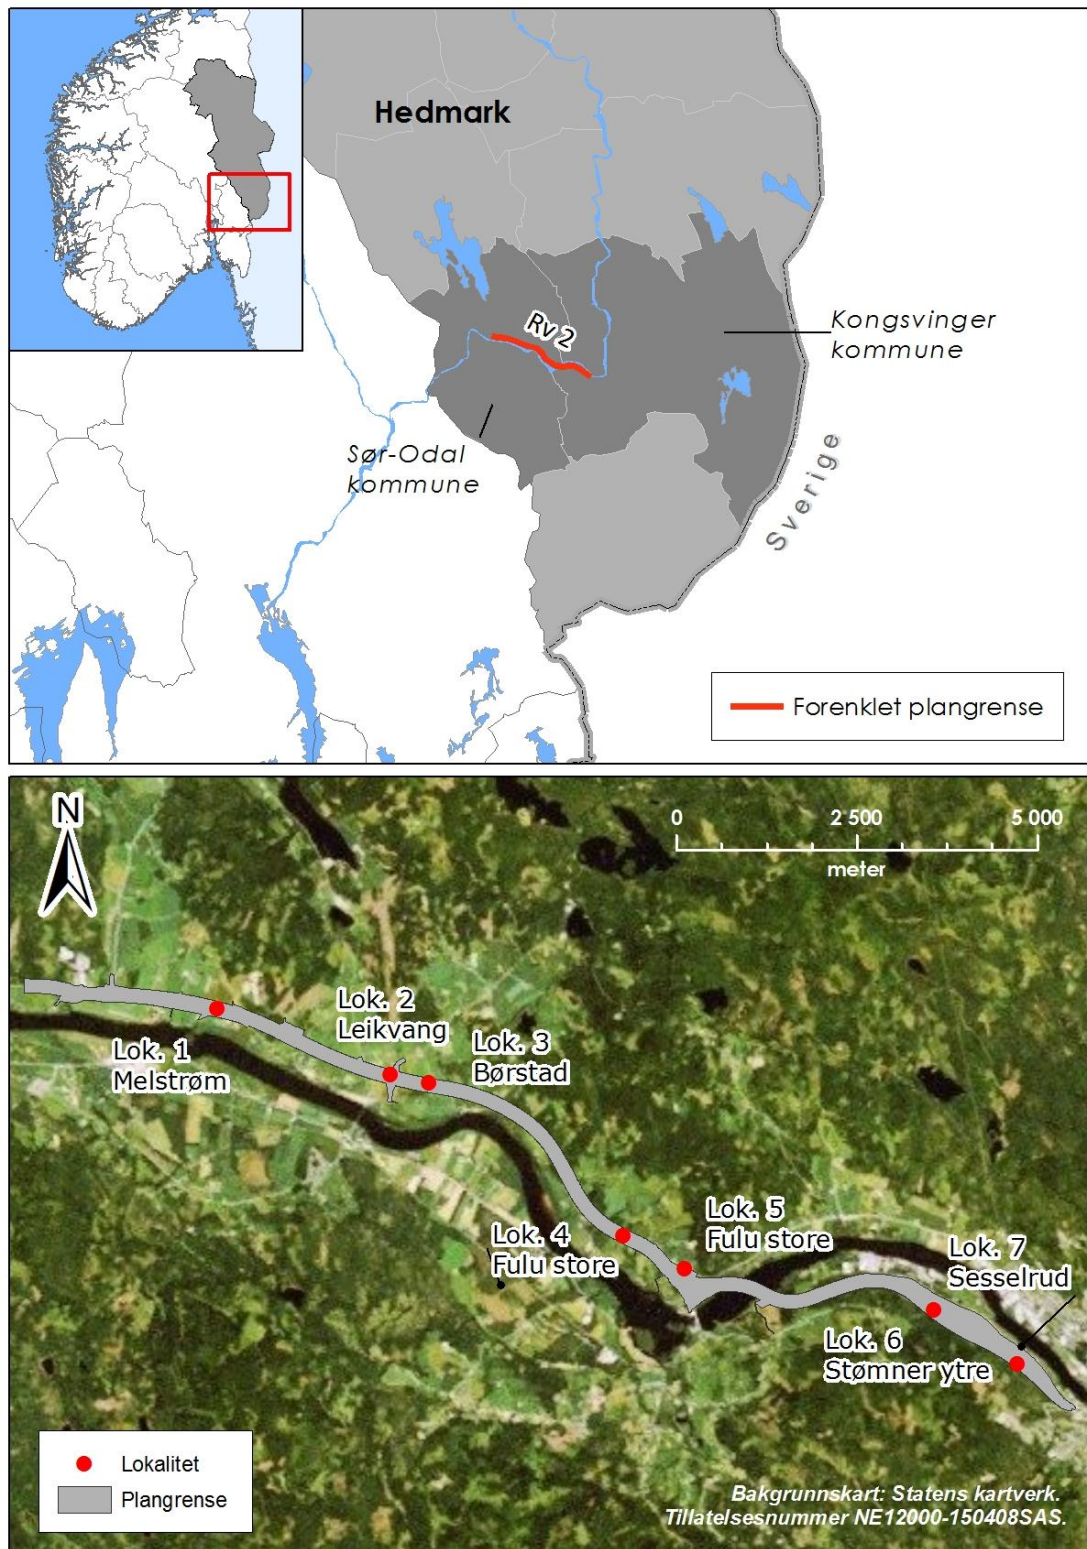 Hedmark
Rv 2
Kongsvinger
kommune
Sør-Odal
kommune
Sverige
Forenklet plangrense
N
0 2 500 5 000
meter
Lok. 1
Melstrøm
Lok. 2
Leikvang
Lok. 3
Børstad
Lok. 4
Fulu store
Lok. 5
Fulu store
Lok. 6
Stømner ytre
Lok. 7
Sesselrud
Lokalitet
Plangrense
Bakgrunnskart: Statens kartverk.
Tillatelsesnummer NE12000-150408SAS.